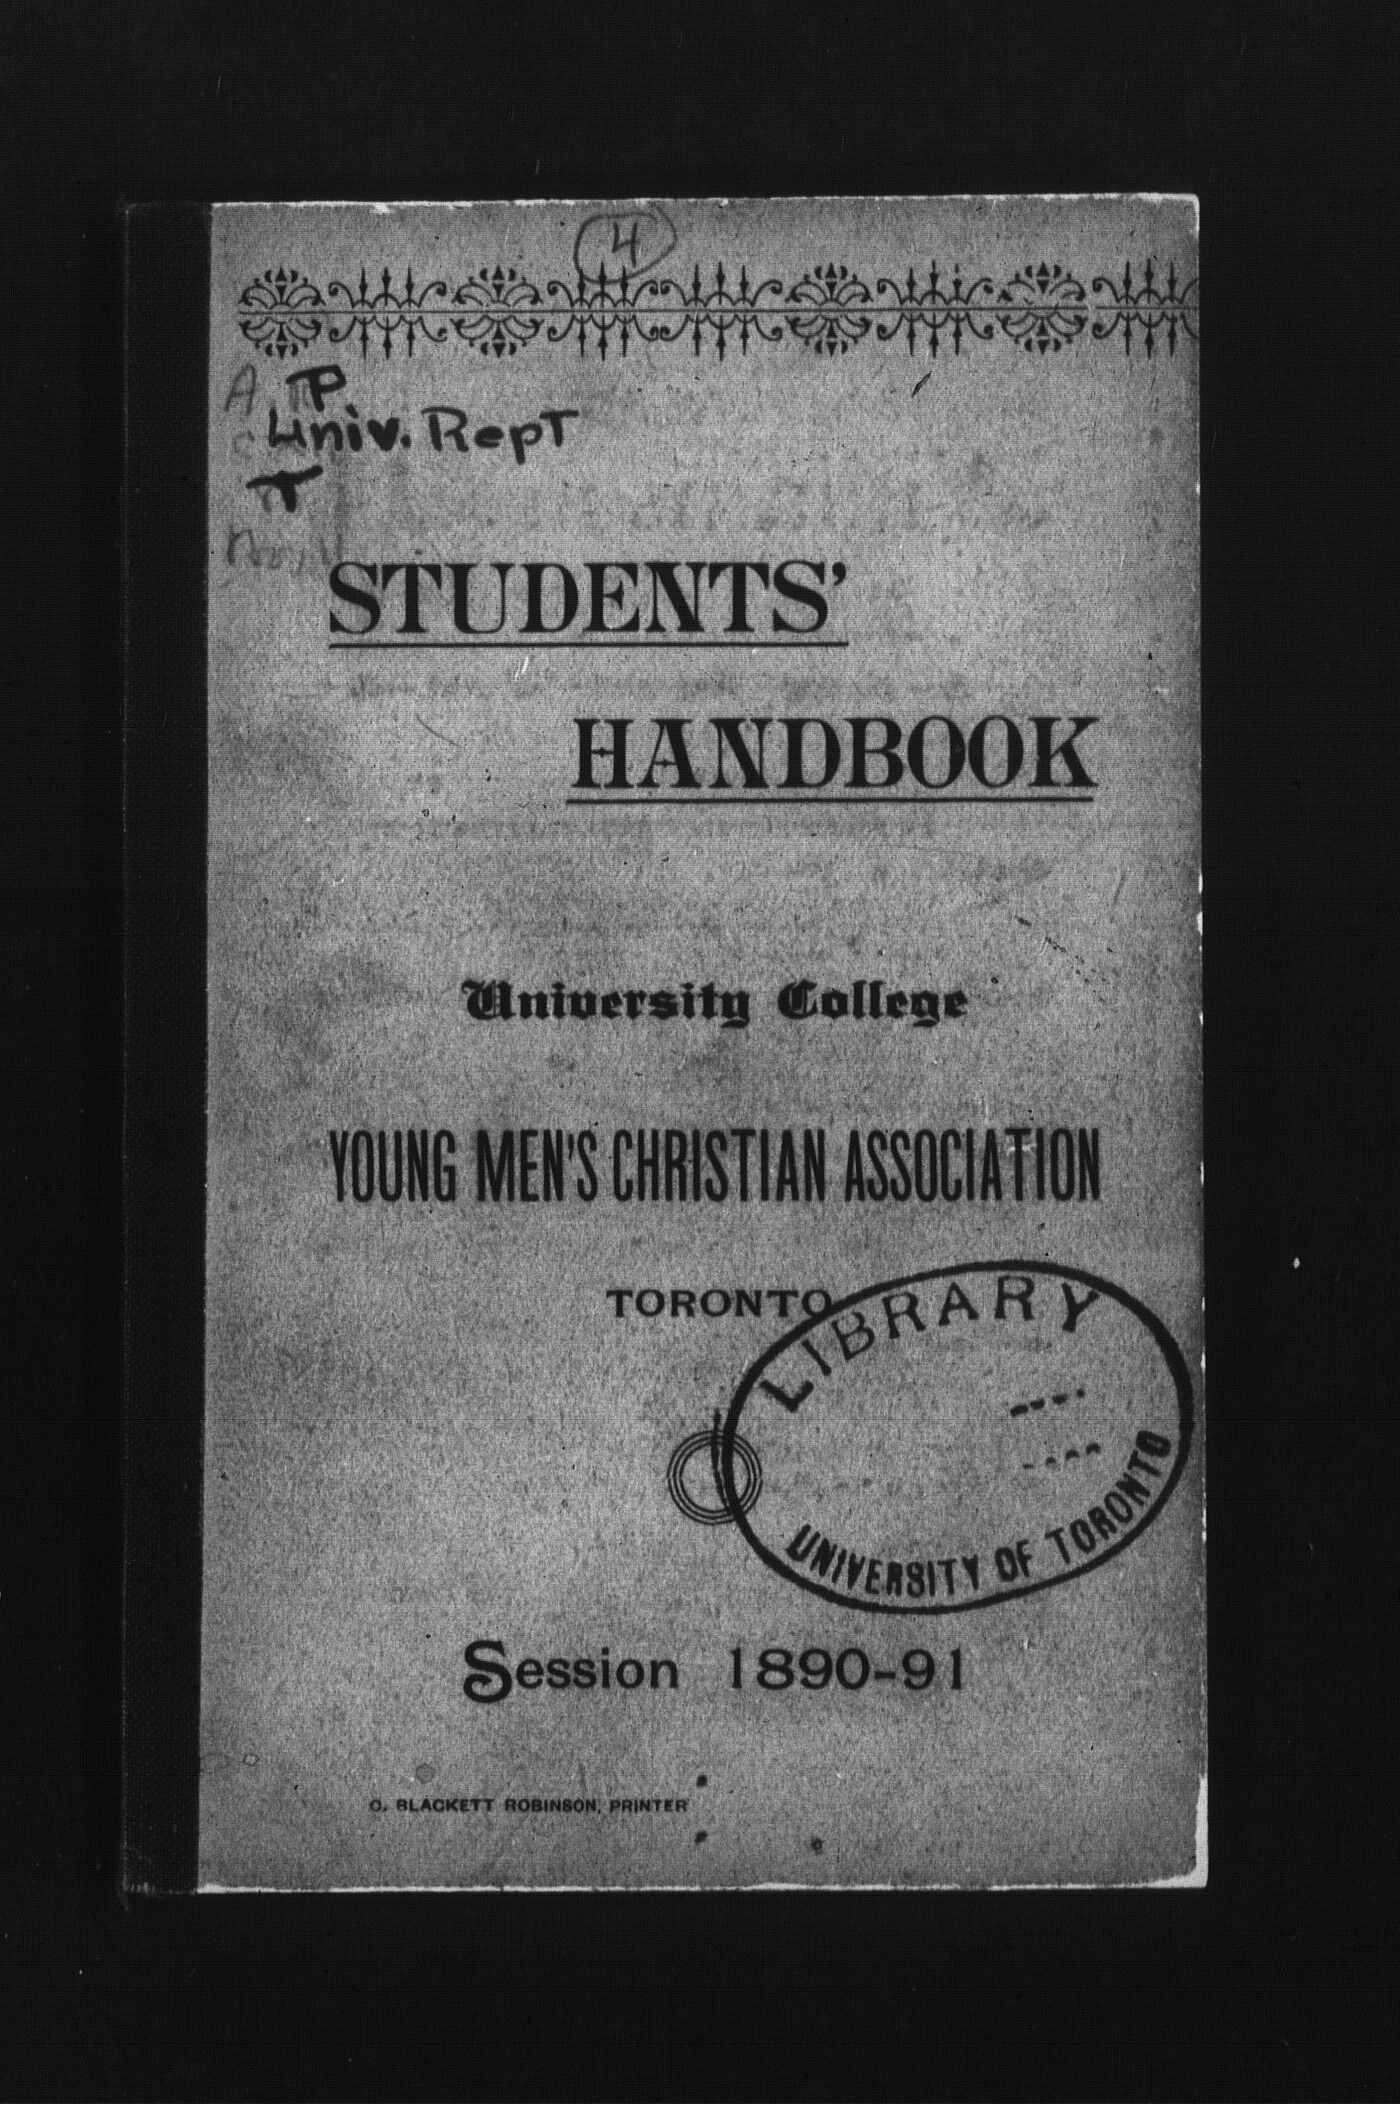 4
P
Univ. Rept
T
STUDENTS'
HANDBOOK
University College
YOUNG MEN'S CHRISTIAN ASSOCIATION
TORONTO
LIBRARY
UNIVERSITY OF TORONTO
Session 1890-91
C. BLACKETT ROBINSON, PRINTER